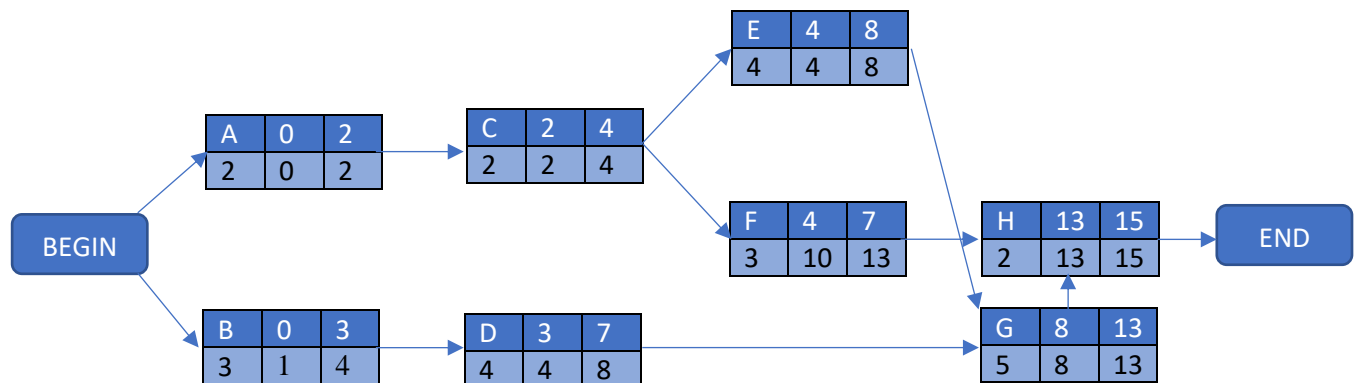 E 4 8
4 4 8
A 0 2
2 0 2
C 2 4
2 2 4
BEGIN
F 4 7
3 10 13
H 13 15
2 13 15
END
B 0 3
3 1 4
D 3 7
4 4 8
G 8 13
5 8 13